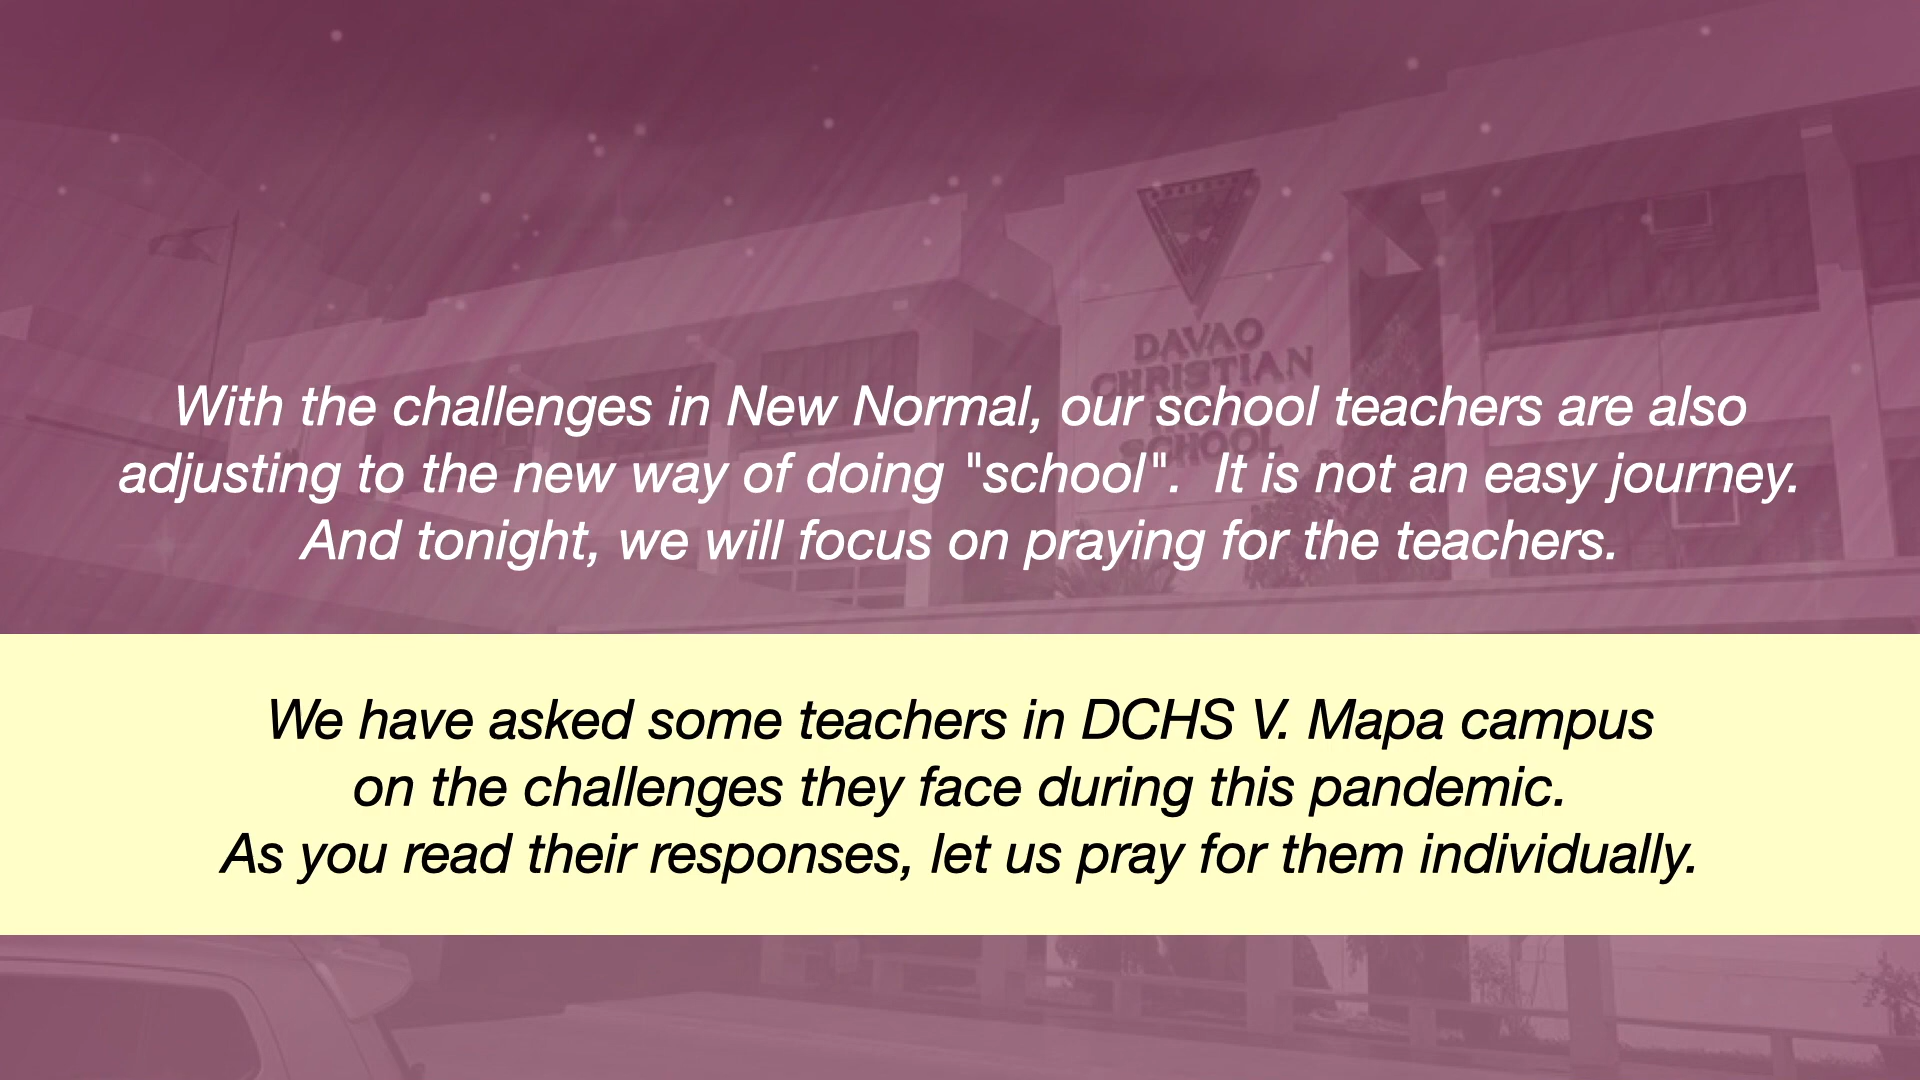 DAVAO
CHRISTIAN
SCHOOL
With the challenges in New Normal, our school teachers are also
adjusting to the new way of doing "school".  It is not an easy journey.
And tonight, we will focus on praying for the teachers.
We have asked some teachers in DCHS V. Mapa campus
on the challenges they face during this pandemic.
As you read their responses, let us pray for them individually.